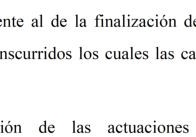 ente al de la finalización de
nscurridos los cuales las ca
ión de las actuaciones